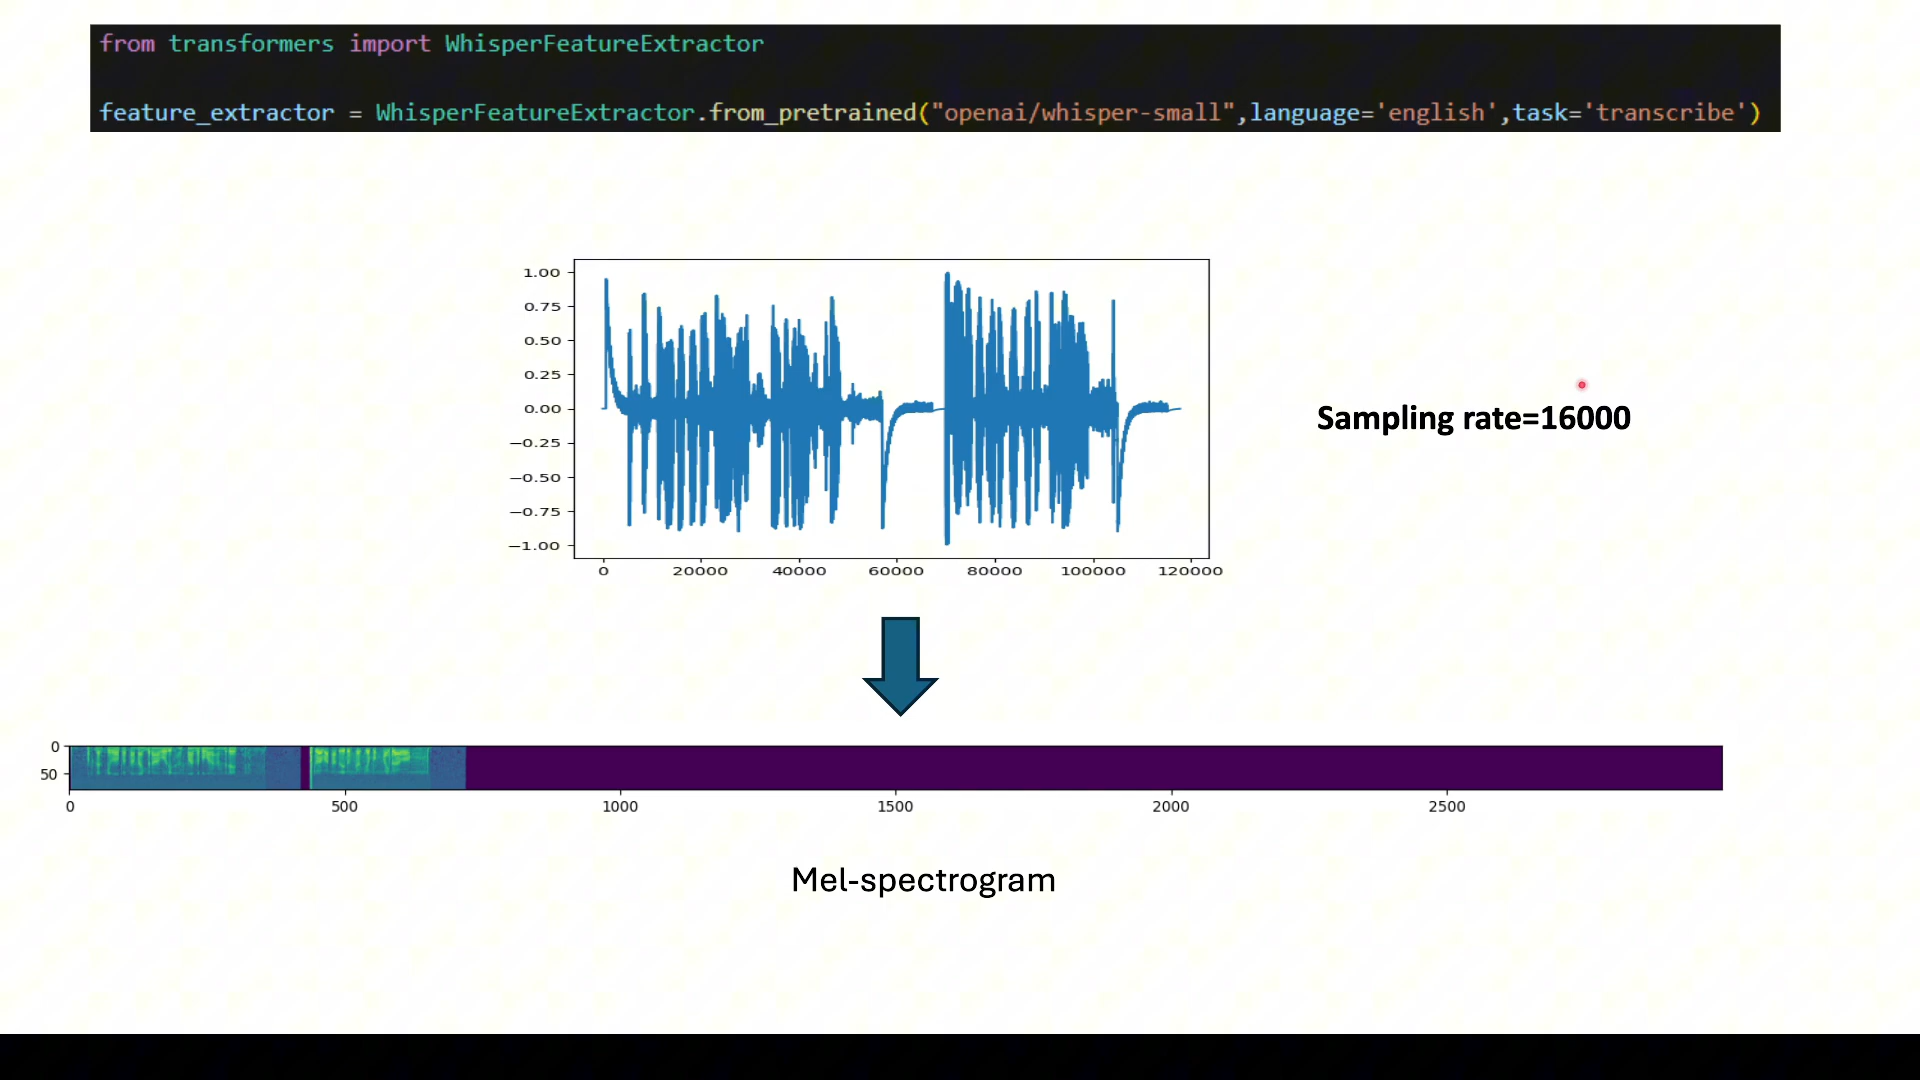 from transformers import WhisperFeatureExtractor
feature_extractor = WhisperFeatureExtractor.from_pretrained("openai/whisper-small",language='english',task='transcribe')
1.00
0.75
0.50
0.25
0.00
−0.25
−0.50
−0.75
−1.00
0 20000 40000 60000 80000 100000 120000
Sampling rate=16000
0
50
0 500 1000 1500 2000 2500
Mel-spectrogram